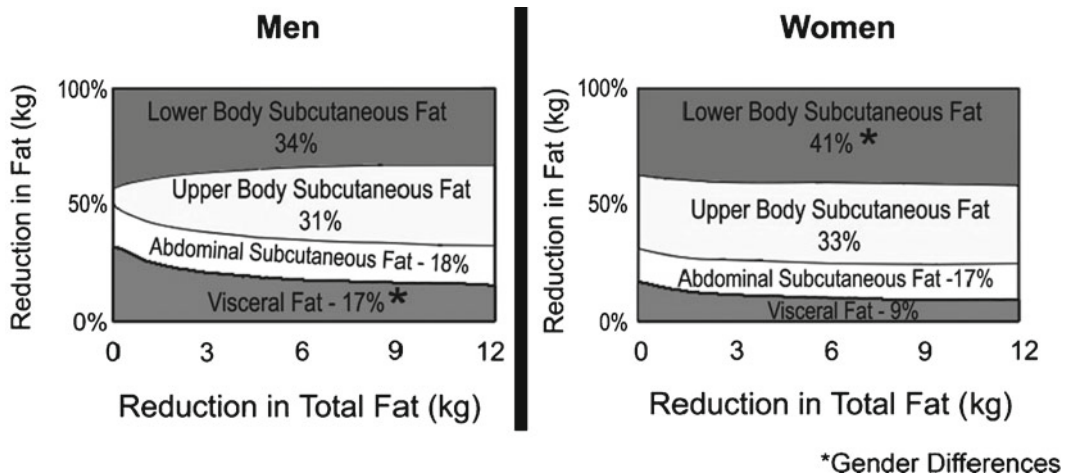 Men
Reduction in Fat (kg)
100%
50%
0%
Lower Body Subcutaneous Fat
34%
Upper Body Subcutaneous Fat
31%
Abdominal Subcutaneous Fat - 18%
Visceral Fat - 17% *
0 3 6 9 12
Reduction in Total Fat (kg)
Women
Reduction in Fat (kg)
100%
50%
0%
Lower Body Subcutaneous Fat
41% *
Upper Body Subcutaneous Fat
33%
Abdominal Subcutaneous Fat -17%
Visceral Fat - 9%
0 3 6 9 12
Reduction in Total Fat (kg)
*Gender Differences